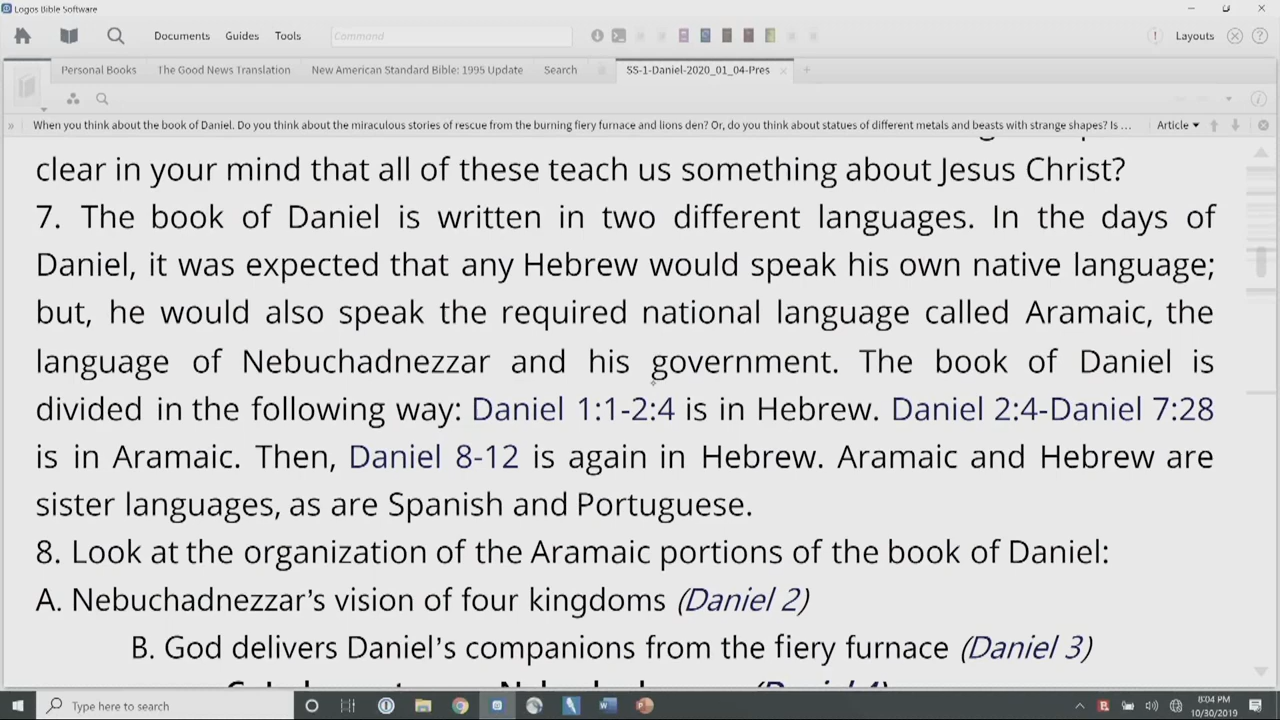 Logos Bible Software
Documents Guides Tools Command Layouts
Personal Books The Good News Translation New American Standard Bible: 1995 Update Search SS-1-Daniel-2020_01_04-Pres
When you think about the book of Daniel. Do you think about the miraculous stories of rescue from the burning fiery furnace and lions den? Or, do you think about statues of different metals and beasts with strange shapes? Is ... Article
clear in your mind that all of these teach us something about Jesus Christ?
7. The book of Daniel is written in two different languages. In the days of
Daniel, it was expected that any Hebrew would speak his own native language;
but, he would also speak the required national language called Aramaic, the
language of Nebuchadnezzar and his government. The book of Daniel is
divided in the following way: Daniel 1:1-2:4 is in Hebrew. Daniel 2:4-Daniel 7:28
is in Aramaic. Then, Daniel 8-12 is again in Hebrew. Aramaic and Hebrew are
sister languages, as are Spanish and Portuguese.
8. Look at the organization of the Aramaic portions of the book of Daniel:
A. Nebuchadnezzar's vision of four kingdoms (Daniel 2)
B. God delivers Daniel's companions from the fiery furnace (Daniel 3)
Type here to search
8:04 PM
10/30/2019